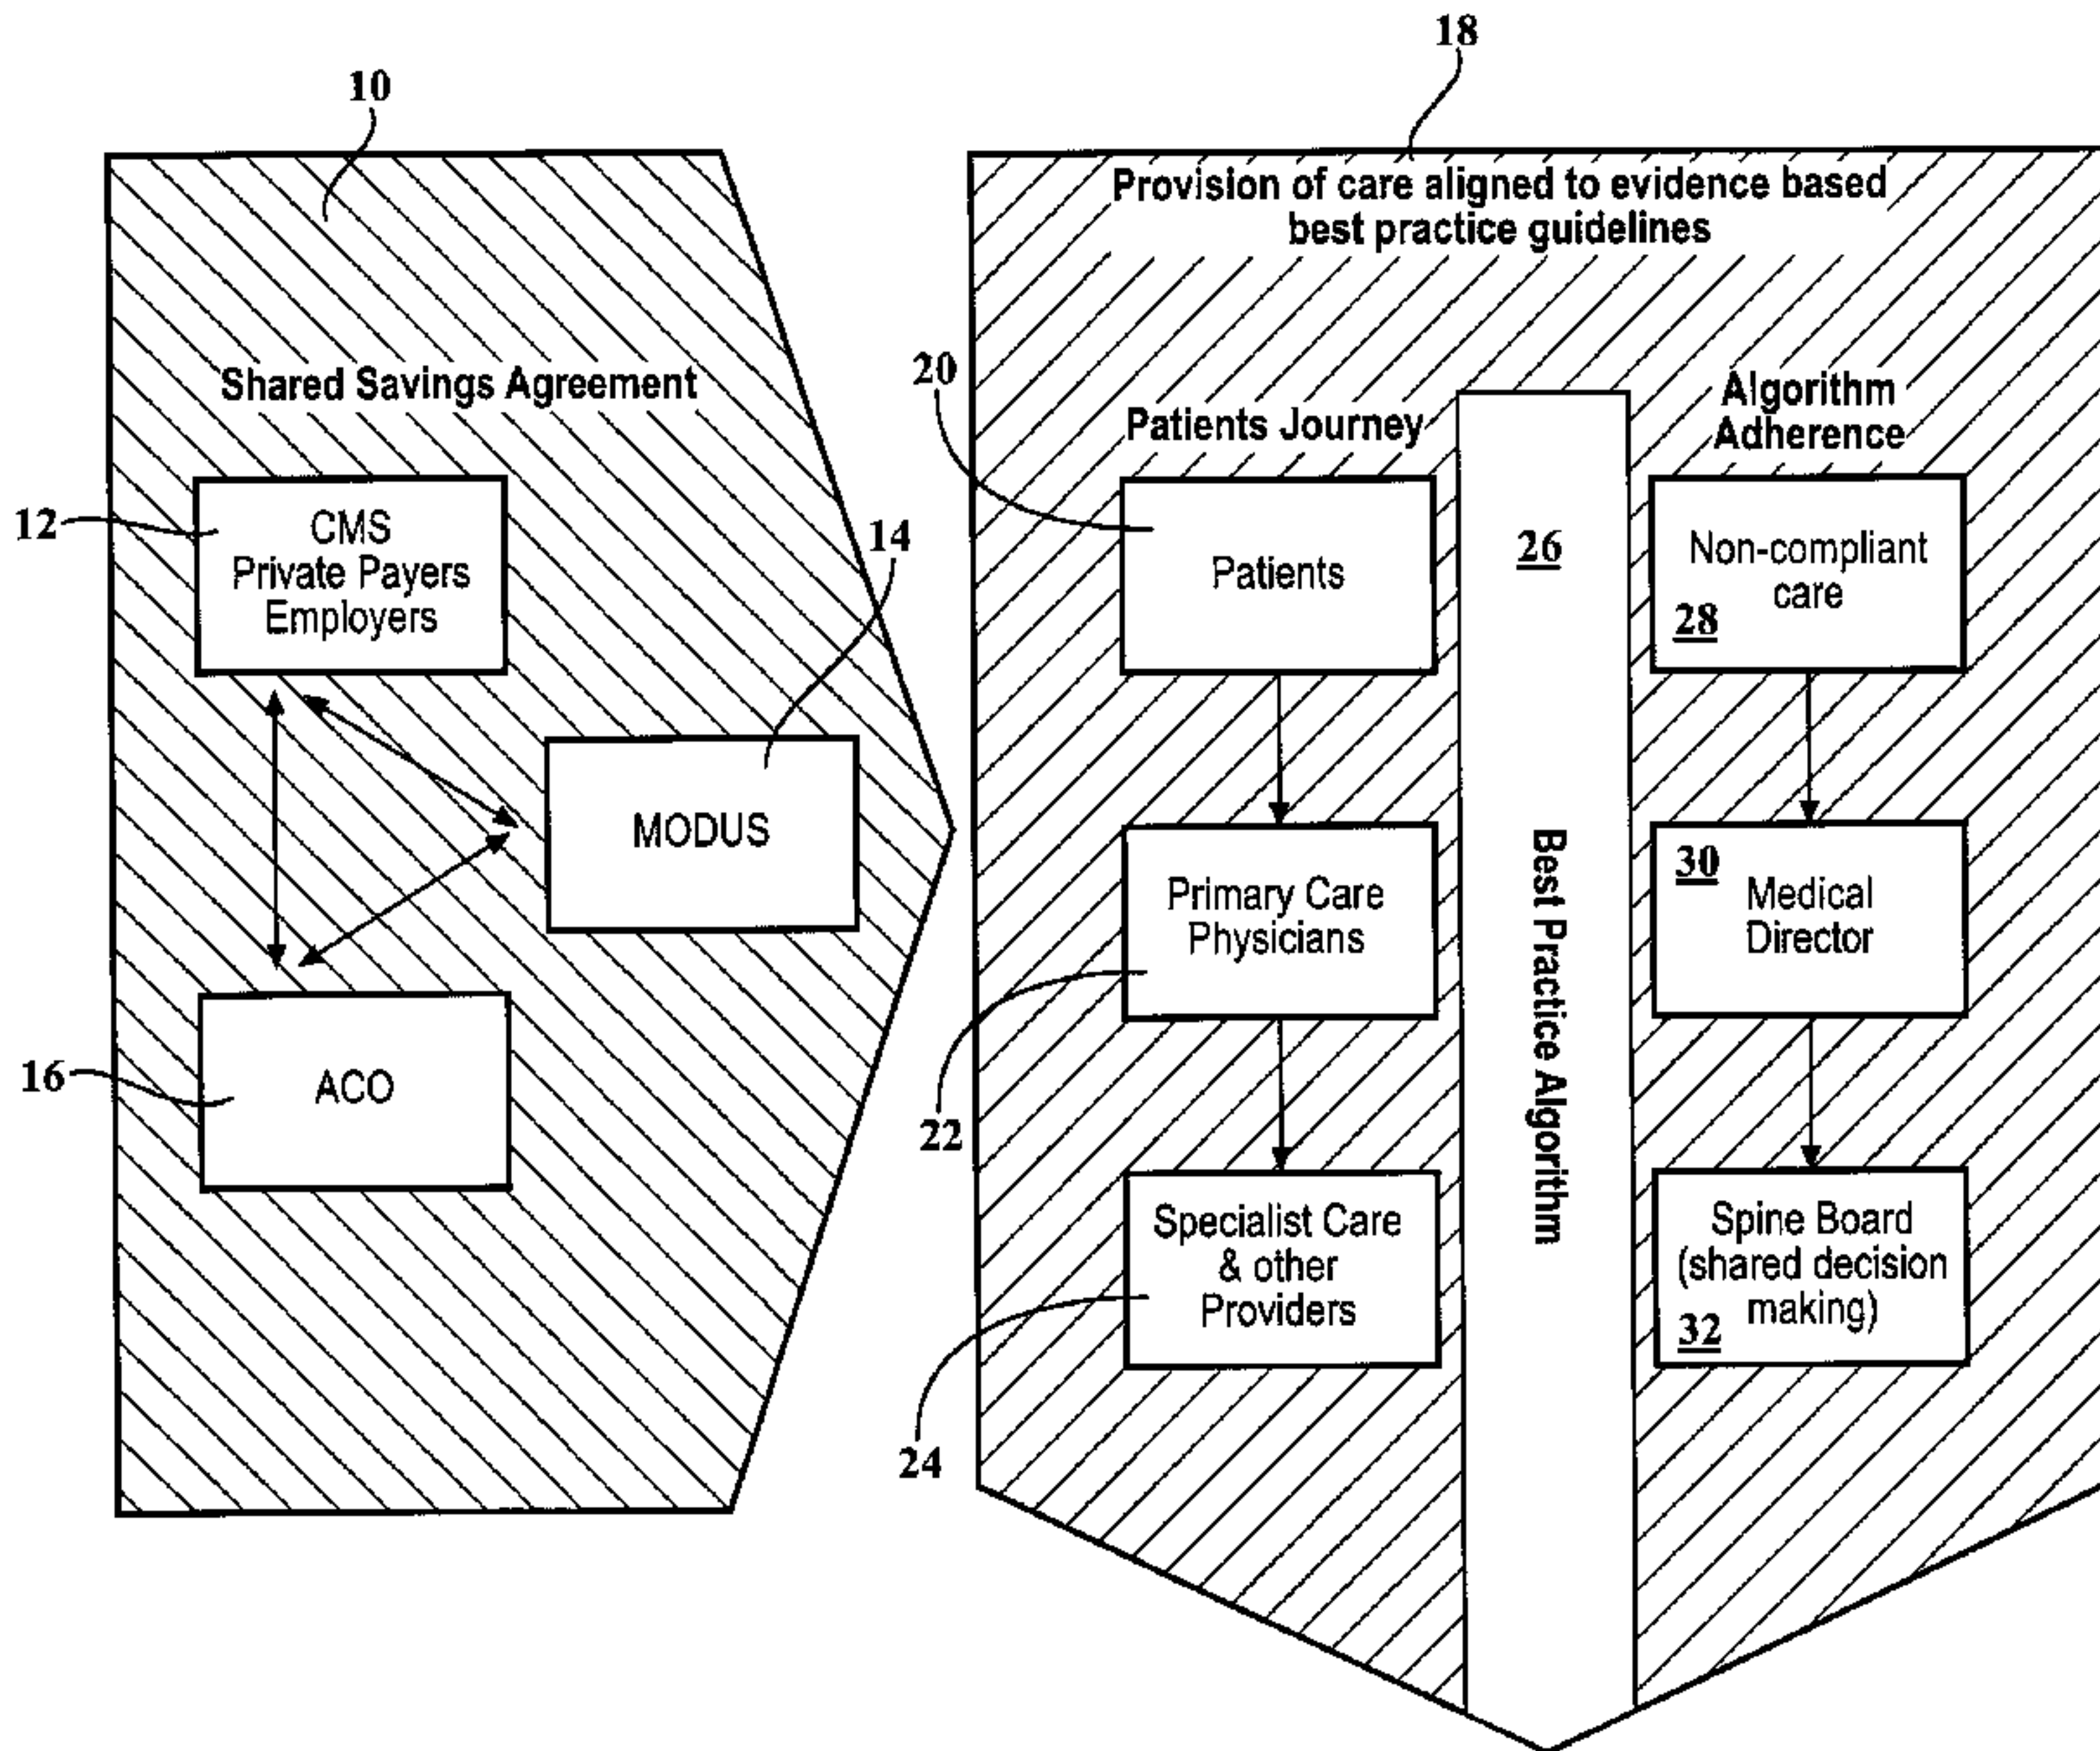 10
Shared Savings Agreement
12
CMS
Private Payers
Employers
14
MODUS
16
ACO
18
Provision of care aligned to evidence based
best practice guidelines
20
Patients Journey
Patients
22
Primary Care
Physicians
24
Specialist Care
& other
Providers
26
Best Practice Algorithm
Algorithm
Adherence
Non-compliant
care
28
30
Medical
Director
Spine Board
(shared decision
making)
32